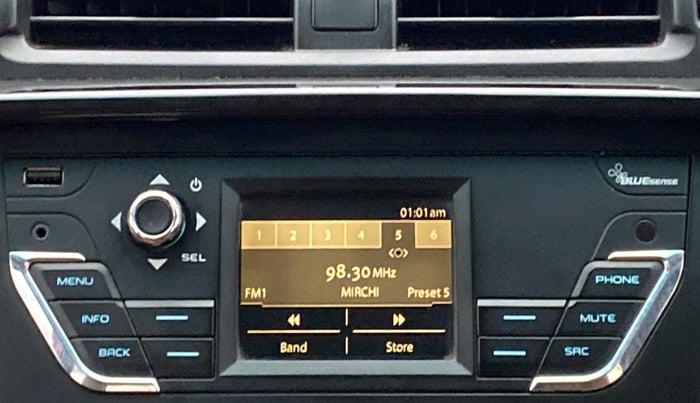 BLUESENSE
01:01am
1 2 3 4 5 6
SEL
98.30 MHz
MENU
PHONE
FM1 MIRCHI Preset 5
INFO
MUTE
Band Store
BACK
SRC